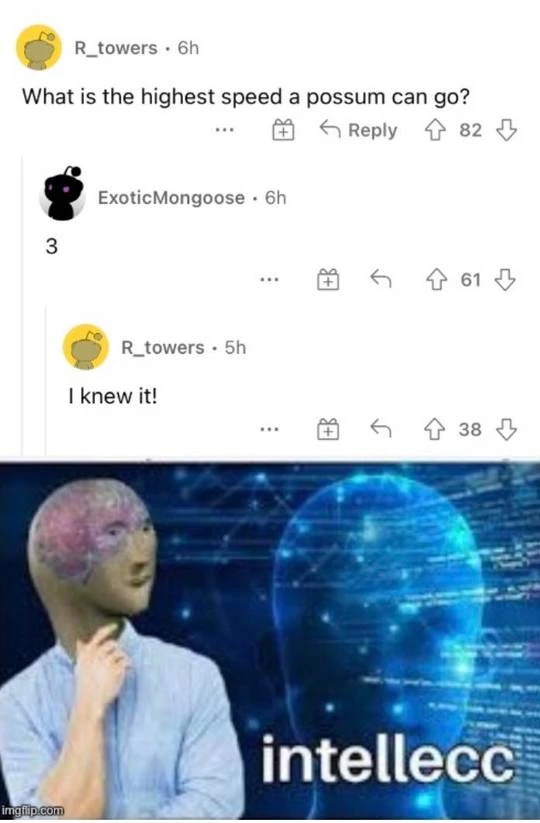 R_towers · 6h
What is the highest speed a possum can go?
... Reply 82
ExoticMongoose · 6h
3
... 61
R_towers · 5h
I knew it!
... 38
intellecc
imgflip.com